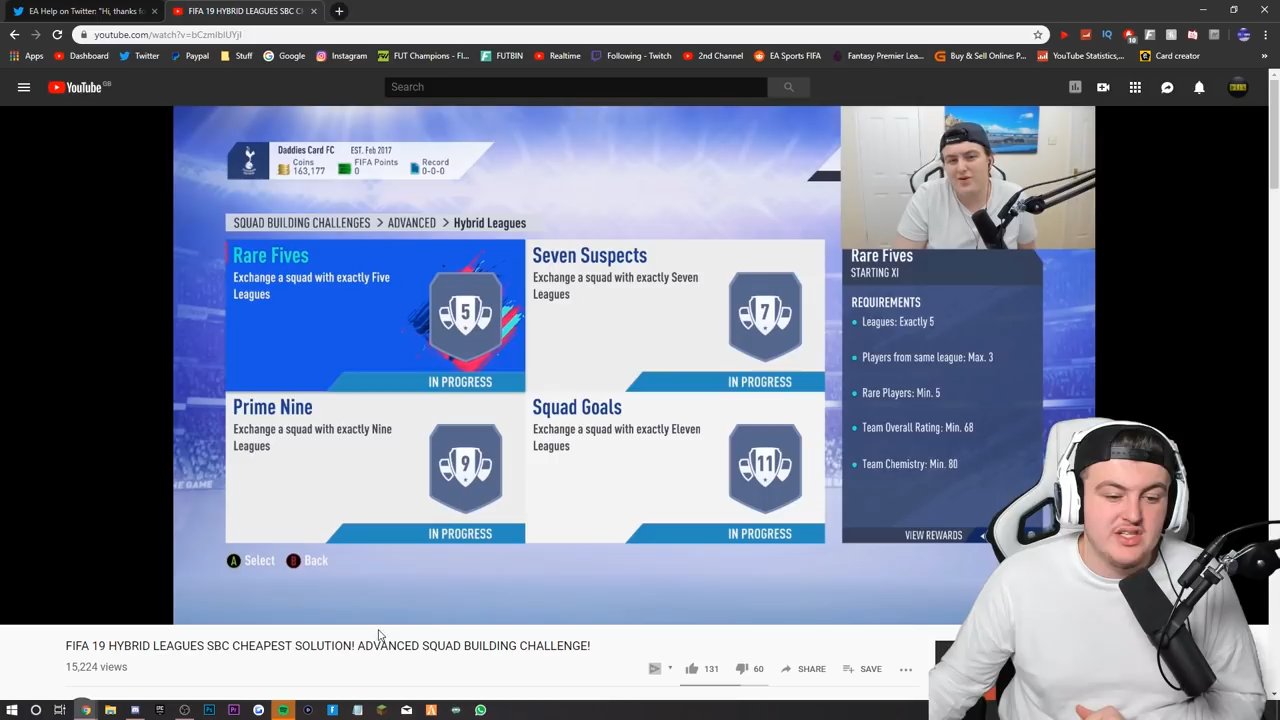 EA Help on Twitter: "Hi, thanks fo
FIFA 19 HYBRID LEAGUES SBC C
youtube.com/watch?v=bCzmIbIUYjI
Apps
Dashboard
Twitter
Paypal
Stuff
Google
Instagram
FUT Champions - Fl...
FUTBIN
Realtime
Following - Twitch
2nd Channel
EA Sports FIFA
Fantasy Premier Lea...
Buy & Sell Online: P...
YouTube Statistics,...
Card creator
YouTube GB
Search
Daddies Card FC EST. Feb 2017
Coins 163,177
FIFA Points 0
Record 0-0-0
SQUAD BUILDING CHALLENGES > ADVANCED > Hybrid Leagues
Rare Fives
Exchange a squad with exactly Five
Leagues
5
IN PROGRESS
Seven Suspects
Exchange a squad with exactly Seven
Leagues
7
IN PROGRESS
Prime Nine
Exchange a squad with exactly Nine
Leagues
9
IN PROGRESS
Squad Goals
Exchange a squad with exactly Eleven
Leagues
11
IN PROGRESS
Rare Fives
STARTING XI
REQUIREMENTS
Leagues: Exactly 5
Players from same league: Max. 3
Rare Players: Min. 5
Team Overall Rating: Min. 68
Team Chemistry: Min. 80
VIEW REWARDS
A Select B Back
FIFA 19 HYBRID LEAGUES SBC CHEAPEST SOLUTION! ADVANCED SQUAD BUILDING CHALLENGE!
15,224 views
131
60
SHARE
SAVE